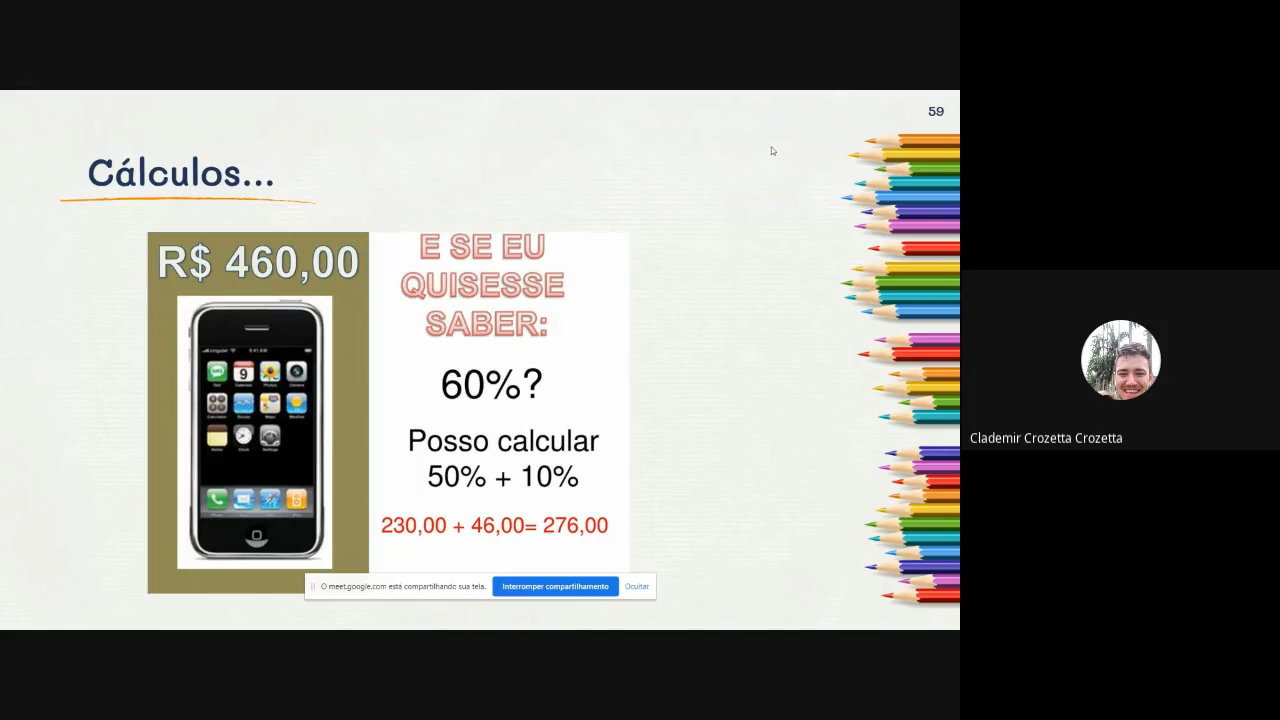 59
Cálculos...
R$ 460,00
9
E SE EU
QUISESSE
SABER:
60%?
Posso calcular
50% + 10%
230,00 + 46,00= 276,00
O meet.google.com está compartilhando sua tela.
Interromper compartilhamento
Ocultar
Clademir Crozetta Crozetta